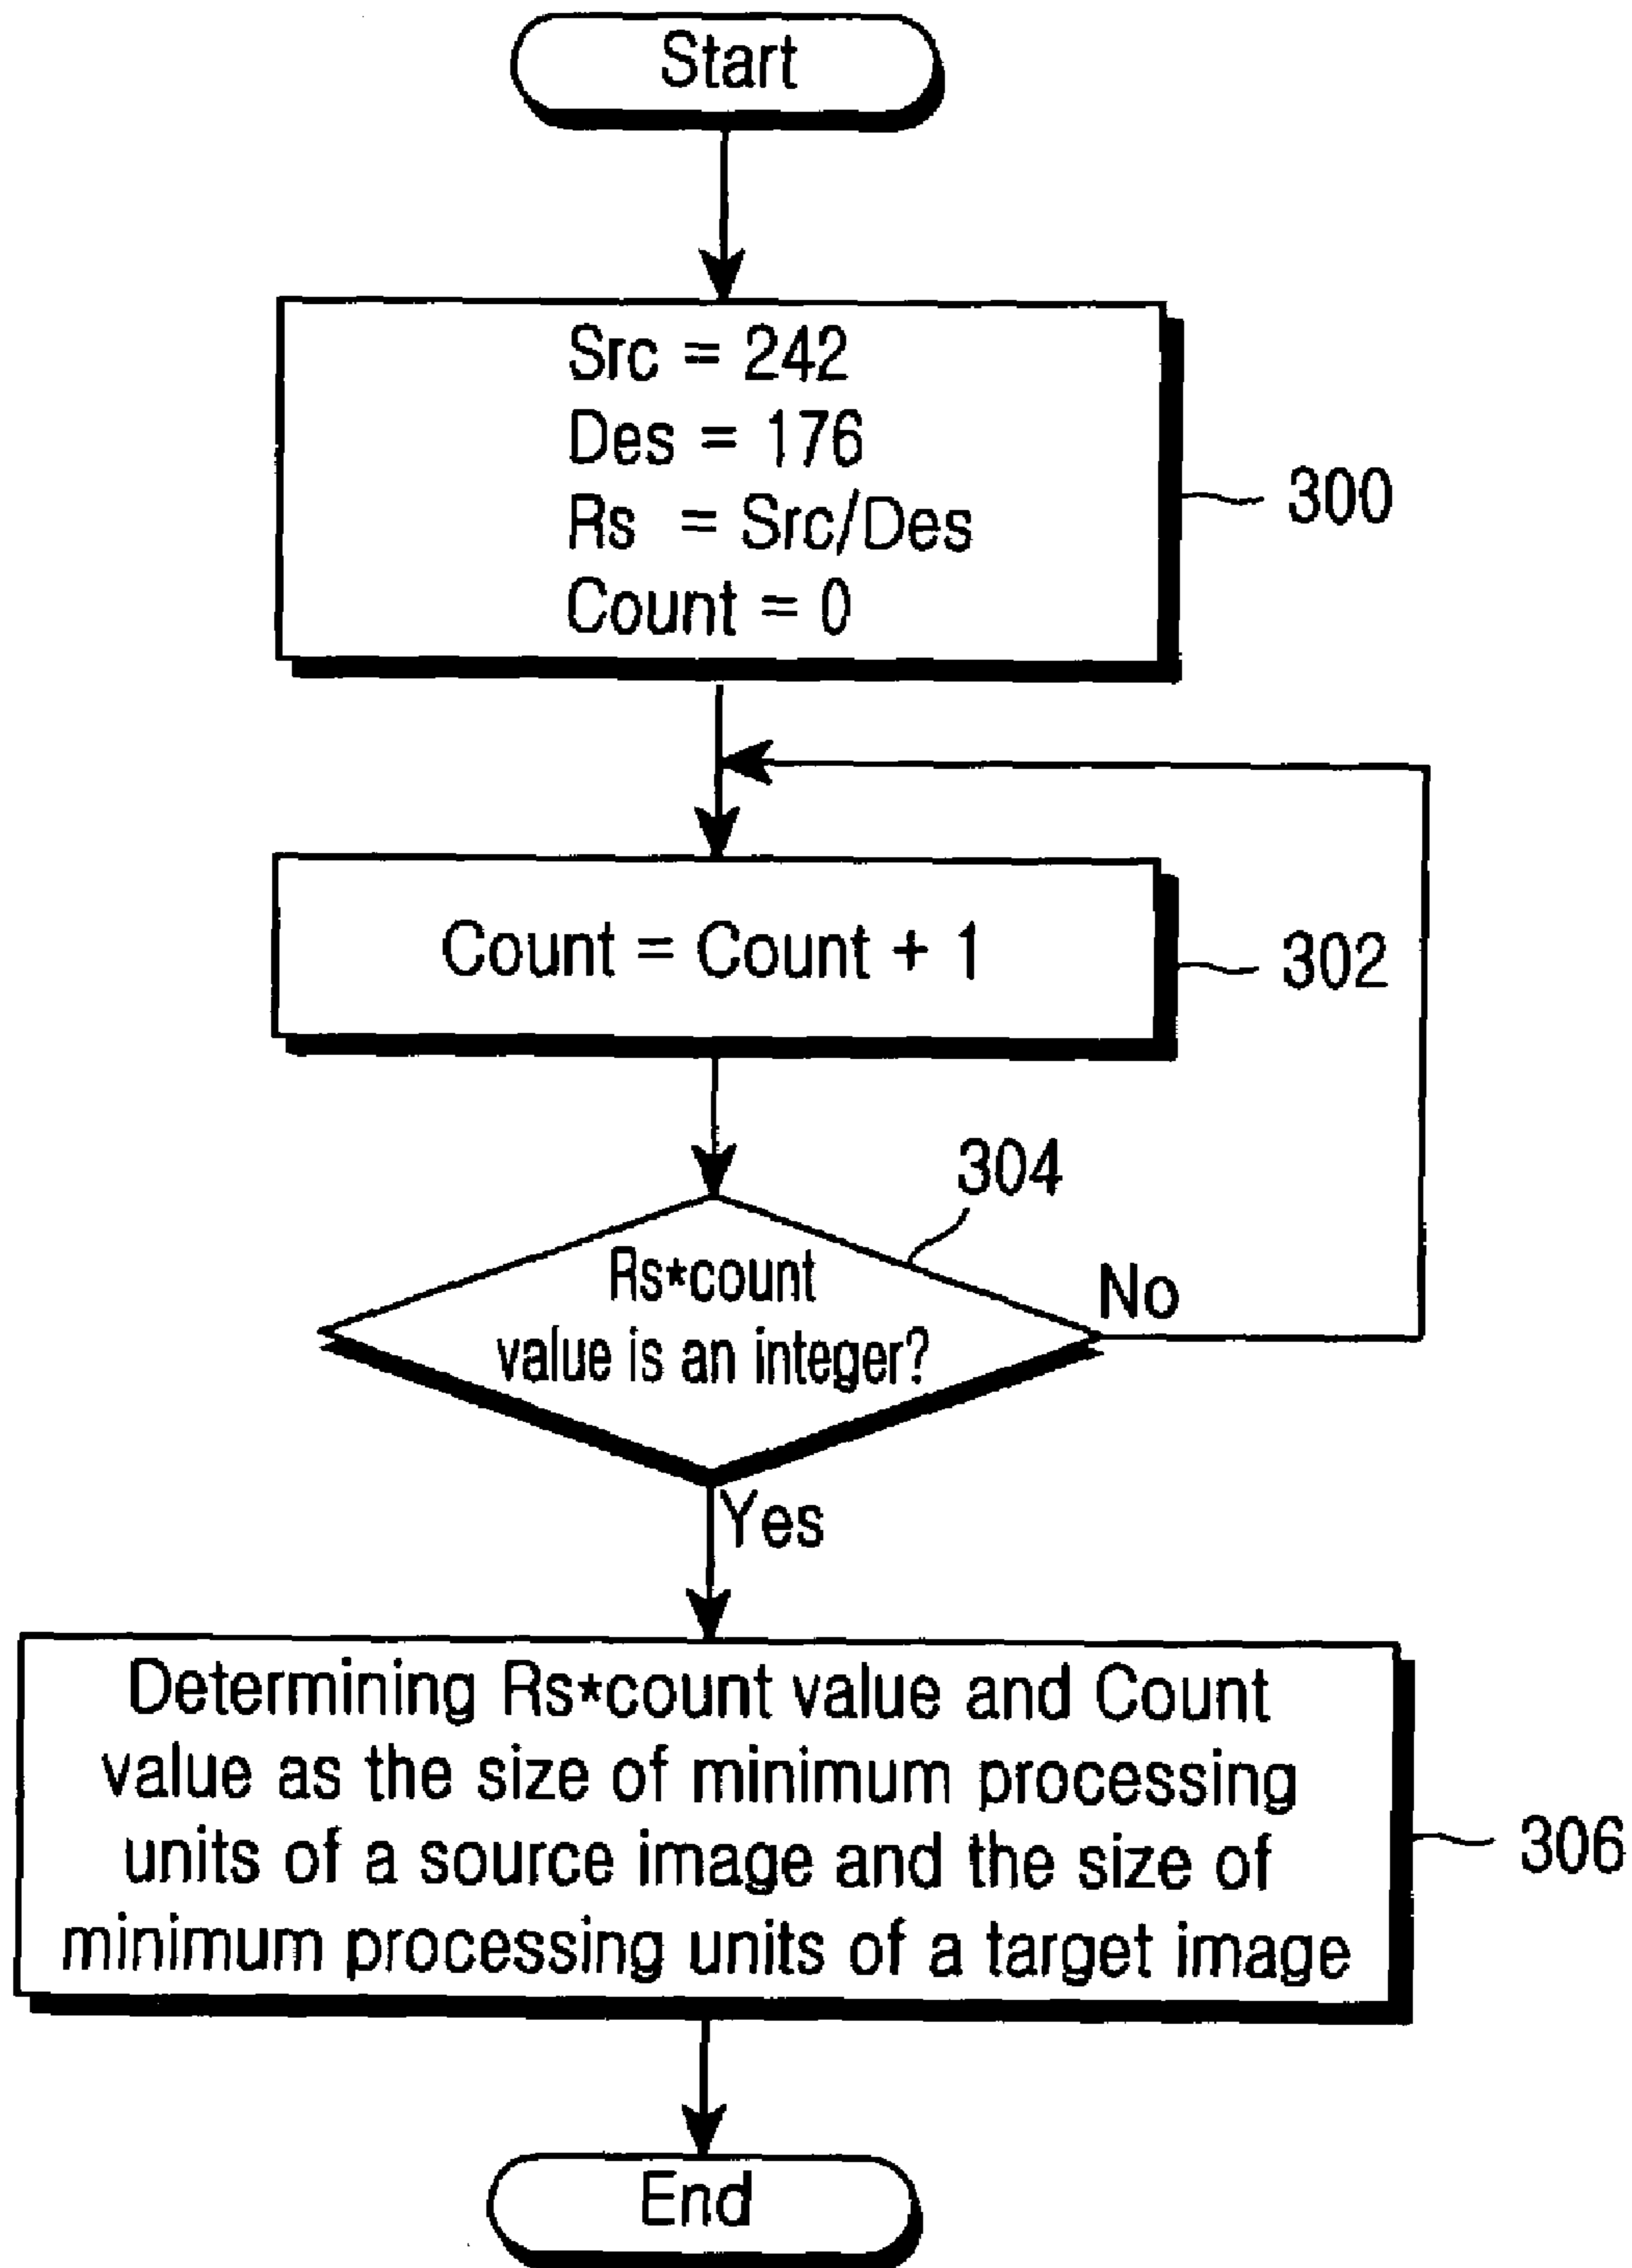 Start
Src = 242
Des = 176
Rs = Src/Des
Count = 0
300
Count = Count + 1
302
304
Rs*count
value is an integer?
No
Yes
Determining Rs*count value and Count
value as the size of minimum processing
units of a source image and the size of
minimum processing units of a target image
306
End